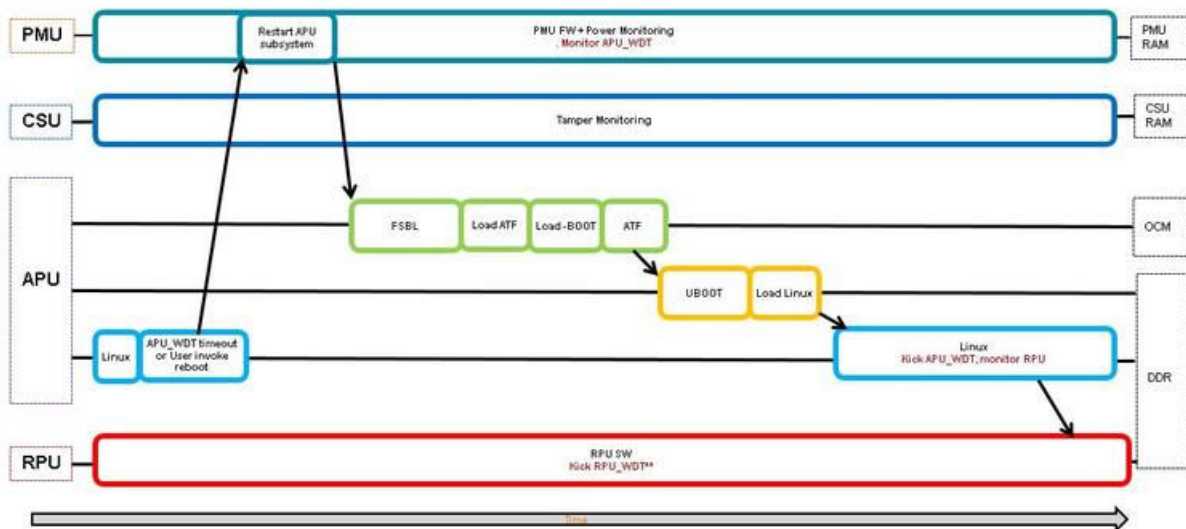 PMU
Restart APU
subsystem
PMU FW + Power Monitoring
. Monitor APU_WDT
PMU
RAM
CSU
Tamper Monitoring
CSU
RAM
APU
FSBL
Load ATF
Load -BOOT
ATF
OCM
UBOOT
Load Linux
Linux
APU_WDT timeout
or User invoke
reboot
Linux
Kick APU_WDT, monitor RPU
DDR
RPU
RPU SW
Kick RPU_WDT**
Time